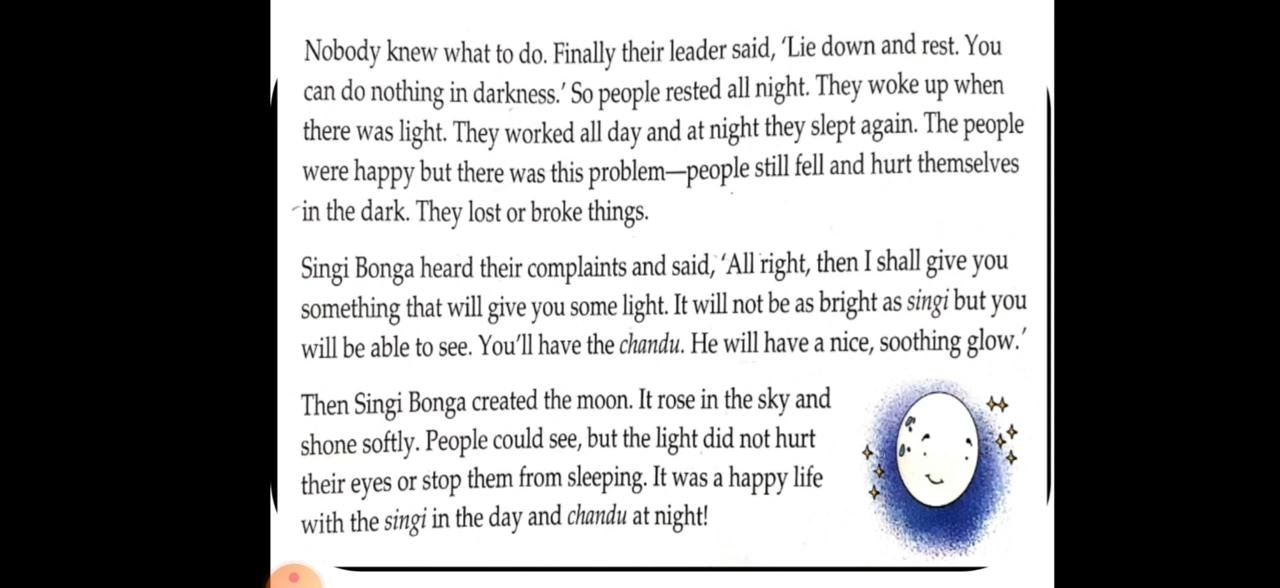 Nobody knew what to do. Finally their leader said, ‘Lie down and rest. You
can do nothing in darkness.’ So people rested all night. They woke up when
there was light. They worked all day and at night they slept again. The people
were happy but there was this problem—people still fell and hurt themselves
in the dark. They lost or broke things.
Singi Bonga heard their complaints and said, ‘All right, then I shall give you
something that will give you some light. It will not be as bright as singi but you
will be able to see. You’ll have the chandu. He will have a nice, soothing glow.’
Then Singi Bonga created the moon. It rose in the sky and
shone softly. People could see, but the light did not hurt
their eyes or stop them from sleeping. It was a happy life
with the singi in the day and chandu at night!